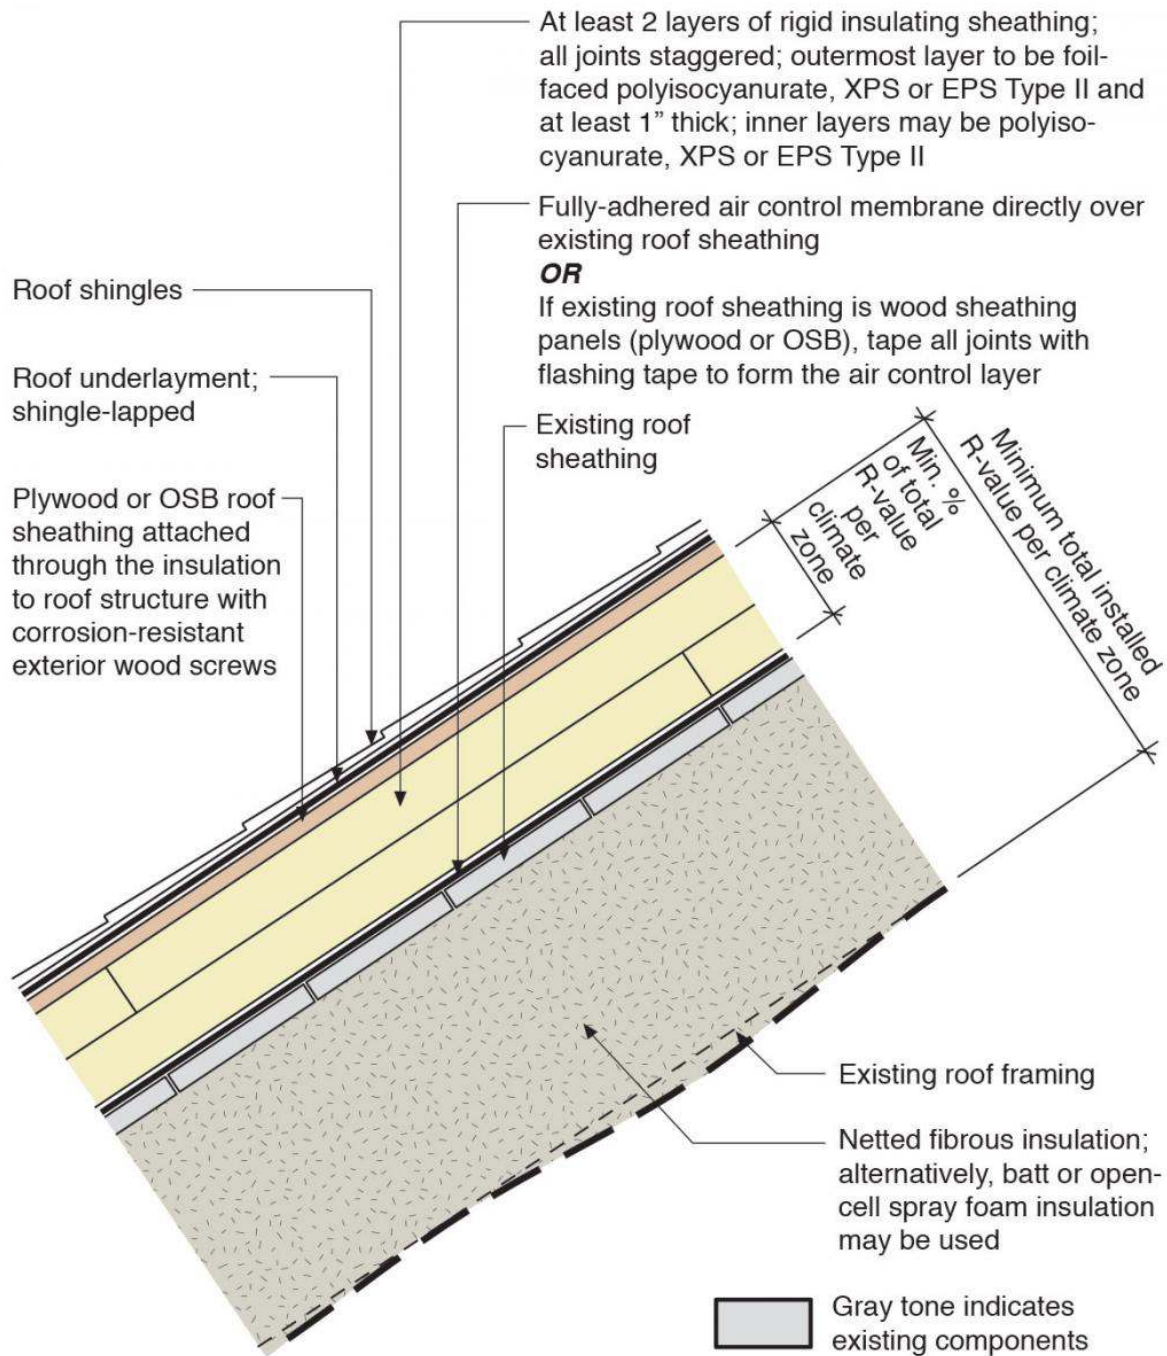 At least 2 layers of rigid insulating sheathing;
all joints staggered; outermost layer to be foil-
faced polyisocyanurate, XPS or EPS Type II and
at least 1” thick; inner layers may be polyiso-
cyanurate, XPS or EPS Type II
Fully-adhered air control membrane directly over
existing roof sheathing
OR
If existing roof sheathing is wood sheathing
panels (plywood or OSB), tape all joints with
flashing tape to form the air control layer
Roof shingles
Roof underlayment;
shingle-lapped
Existing roof
sheathing
Plywood or OSB roof
sheathing attached
through the insulation
to roof structure with
corrosion-resistant
exterior wood screws
Min. %
of total
R-value
per
climate
zone
Minimum total installed
R-value per climate zone
Existing roof framing
Netted fibrous insulation;
alternatively, batt or open-
cell spray foam insulation
may be used
Gray tone indicates
existing components